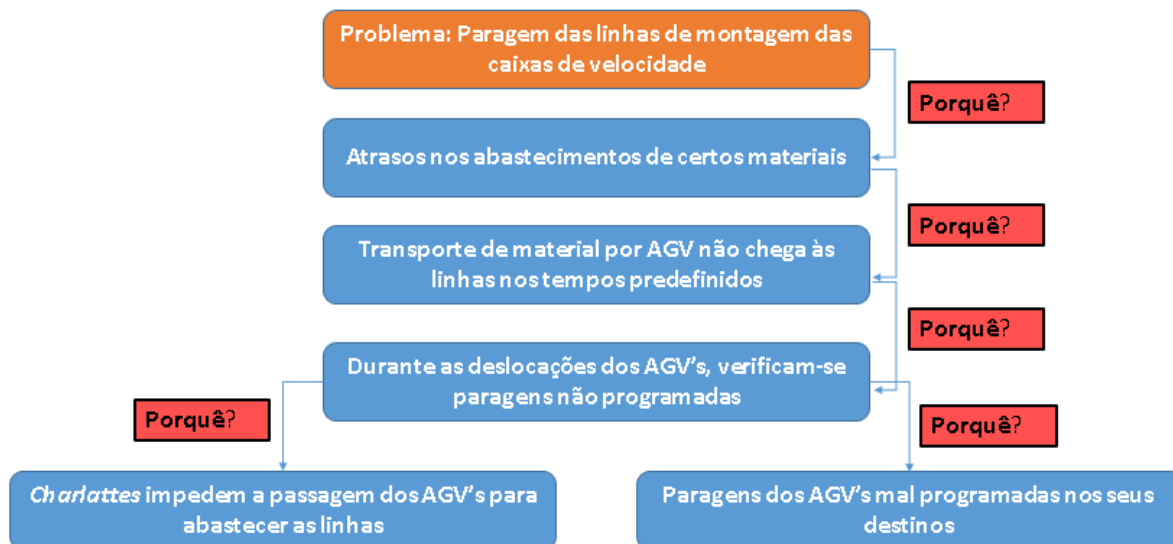 Problema: Paragem das linhas de montagem das
caixas de velocidade
Porquê?
Atrasos nos abastecimentos de certos materiais
Porquê?
Transporte de material por AGV não chega às
linhas nos tempos predefinidos
Porquê?
Durante as deslocações dos AGV's, verificam-se
paragens não programadas
Porquê?
Porquê?
Charlattes impedem a passagem dos AGV's para
abastecer as linhas
Paragens dos AGV's mal programadas nos seus
destinos